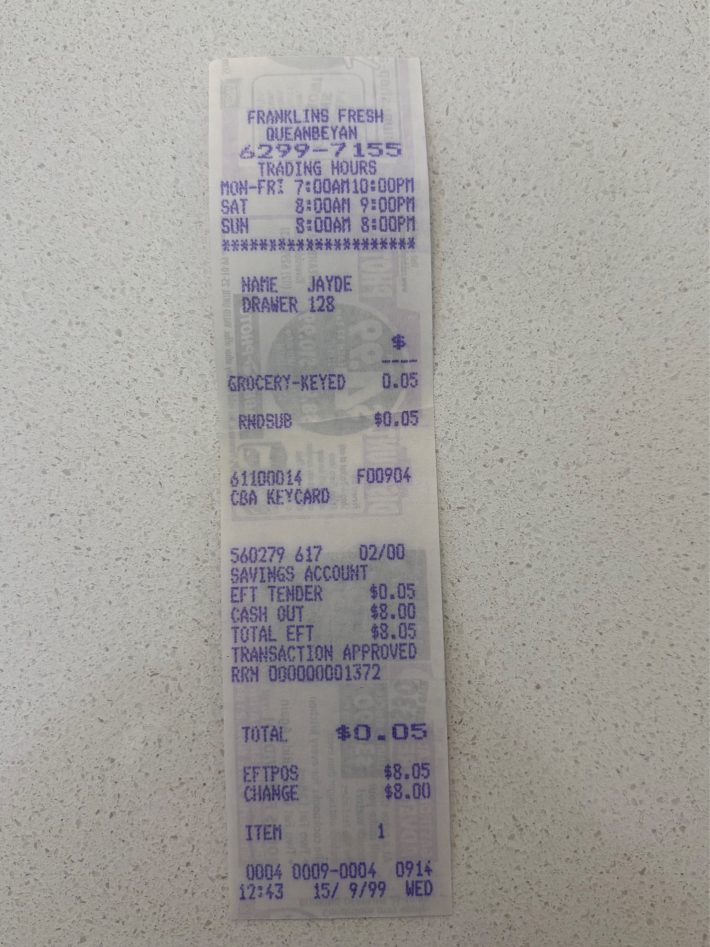 FRANKLINS FRESH
QUEANBEYAN
6299-7155
TRADING HOURS
MON-FRI 7:00AM10:00PM
SAT 8:00AM 9:00PM
SUN 8:00AM 8:00PM
*********************
NAME JAYDE
DRAWER 128
$
----
GROCERY-KEYED 0.05
RNDSUB $0.05
61100014 F00904
CBA KEYCARD
560279 617 02/00
SAVINGS ACCOUNT
EFT TENDER $0.05
CASH OUT $8.00
TOTAL EFT $8.05
TRANSACTION APPROVED
RRN 000000001372
TOTAL $0.05
EFTPOS $8.05
CHANGE $8.00
ITEM 1
0004 0009-0004 0914
12:43 15/ 9/99 WED